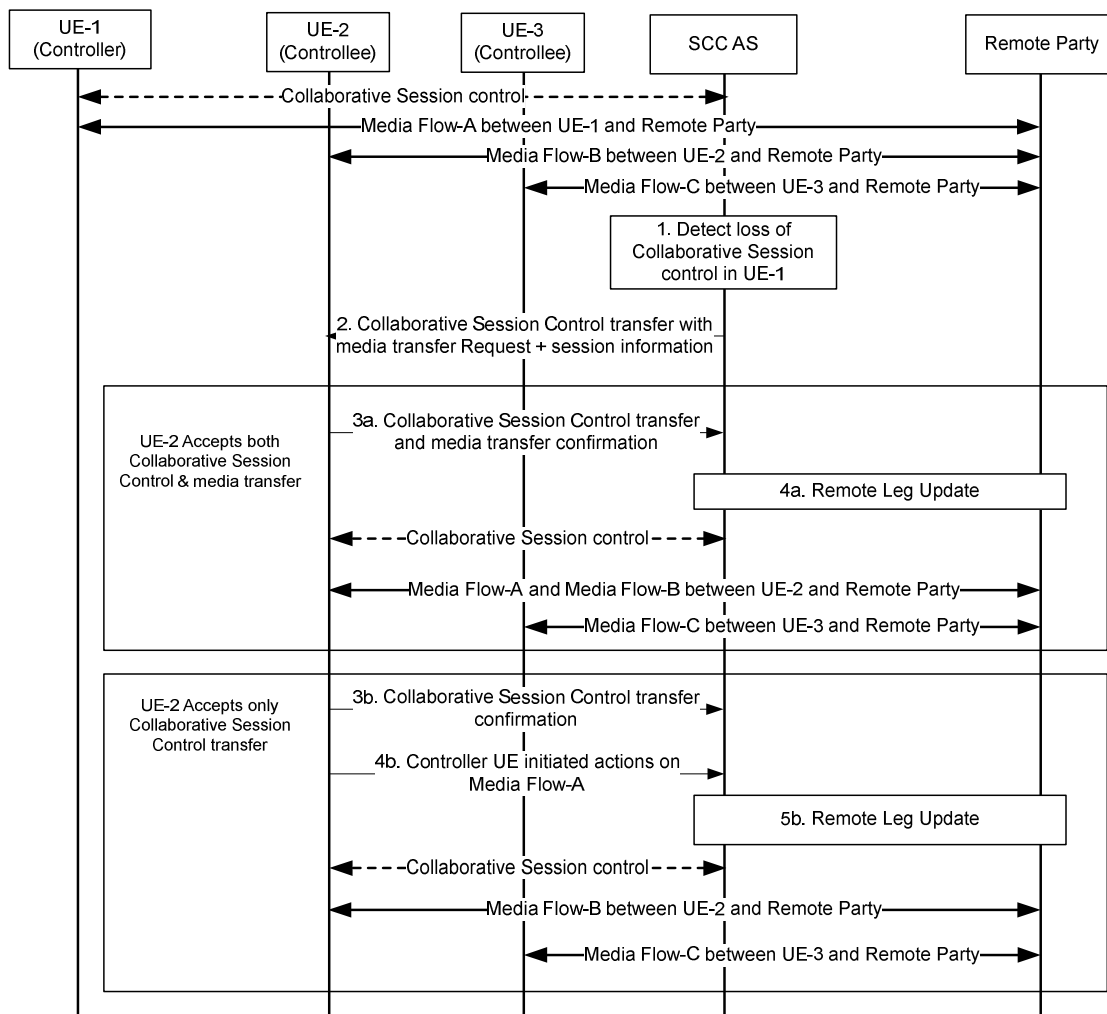 UE-1
(Controller)
UE-2
(Controllee)
UE-3
(Controllee)
SCC AS
Remote Party
Collaborative Session control
Media Flow-A between UE-1 and Remote Party
Media Flow-B between UE-2 and Remote Party
Media Flow-C between UE-3 and Remote Party
1. Detect loss of
Collaborative Session
control in UE-1
2. Collaborative Session Control transfer with
media transfer Request + session information
UE-2 Accepts both
Collaborative Session
Control & media transfer
3a. Collaborative Session Control transfer
and media transfer confirmation
4a. Remote Leg Update
Collaborative Session control
Media Flow-A and Media Flow-B between UE-2 and Remote Party
Media Flow-C between UE-3 and Remote Party
UE-2 Accepts only
Collaborative Session
Control transfer
3b. Collaborative Session Control transfer
confirmation
4b. Controller UE initiated actions on
Media Flow-A
5b. Remote Leg Update
Collaborative Session control
Media Flow-B between UE-2 and Remote Party
Media Flow-C between UE-3 and Remote Party